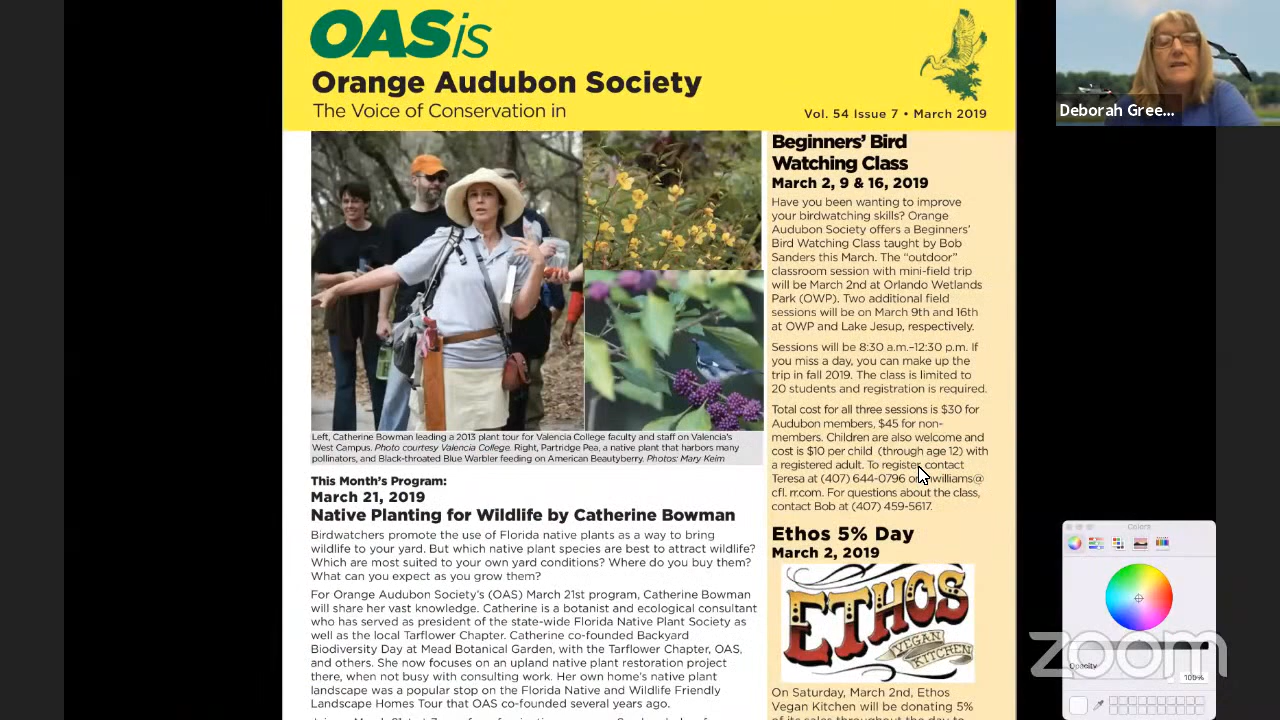 OASis
Orange Audubon Society
The Voice of Conservation in
Vol. 54 Issue 7 • March 2019
Deborah Gree...
Left, Catherine Bowman leading a 2013 plant tour for Valencia College faculty and staff on Valencia's
West Campus. Photo courtesy Valencia College. Right, Partridge Pea, a native plant that harbors many
pollinators, and Black-throated Blue Warbler feeding on American Beautyberry. Photos: Mary Keim
This Month's Program:
March 21, 2019
Native Planting for Wildlife by Catherine Bowman
Birdwatchers promote the use of Florida native plants as a way to bring
wildlife to your yard. But which native plant species are best to attract wildlife?
Which are most suited to your own yard conditions? Where do you buy them?
What can you expect as you grow them?
For Orange Audubon Society's (OAS) March 21st program, Catherine Bowman
will share her vast knowledge. Catherine is a botanist and ecological consultant
who has served as president of the state-wide Florida Native Plant Society as
well as the local Tarflower Chapter. Catherine co-founded Backyard
Biodiversity Day at Mead Botanical Garden, with the Tarflower Chapter, OAS,
and others. She now focuses on an upland native plant restoration project
there, when not busy with consulting work. Her own home's native plant
landscape was a popular stop on the Florida Native and Wildlife Friendly
Landscape Homes Tour that OAS co-founded several years ago.
Beginners' Bird
Watching Class
March 2, 9 & 16, 2019
Have you been wanting to improve
your birdwatching skills? Orange
Audubon Society offers a Beginners'
Bird Watching Class taught by Bob
Sanders this March. The "outdoor"
classroom session with mini-field trip
will be March 2nd at Orlando Wetlands
Park (OWP). Two additional field
sessions will be on March 9th and 16th
at OWP and Lake Jesup, respectively.
Sessions will be 8:30 a.m.–12:30 p.m. If
you miss a day, you can make up the
trip in fall 2019. The class is limited to
20 students and registration is required.
Total cost for all three sessions is $30 for
Audubon members, $45 for non-
members. Children are also welcome and
cost is $10 per child (through age 12) with
a registered adult. To register contact
Teresa at (407) 644-0796 or
cfl. rr.com. For questions about the class,
contact Bob at (407) 459-5617.
Ethos 5% Day
March 2, 2019
ETHOS
VEGAN
KITCHEN
On Saturday, March 2nd, Ethos
Vegan Kitchen will be donating 5%
of its sales throughout the day to
Colors
Opacity
100%
zoom